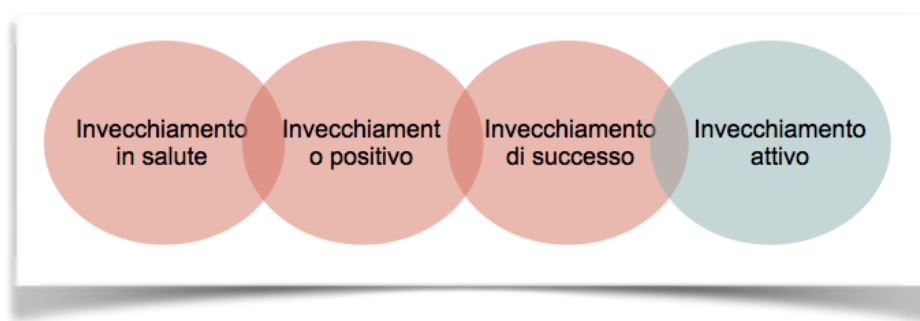 Invecchiamento
in salute
Invecchiament
o positivo
Invecchiamento
di successo
Invecchiamento
attivo